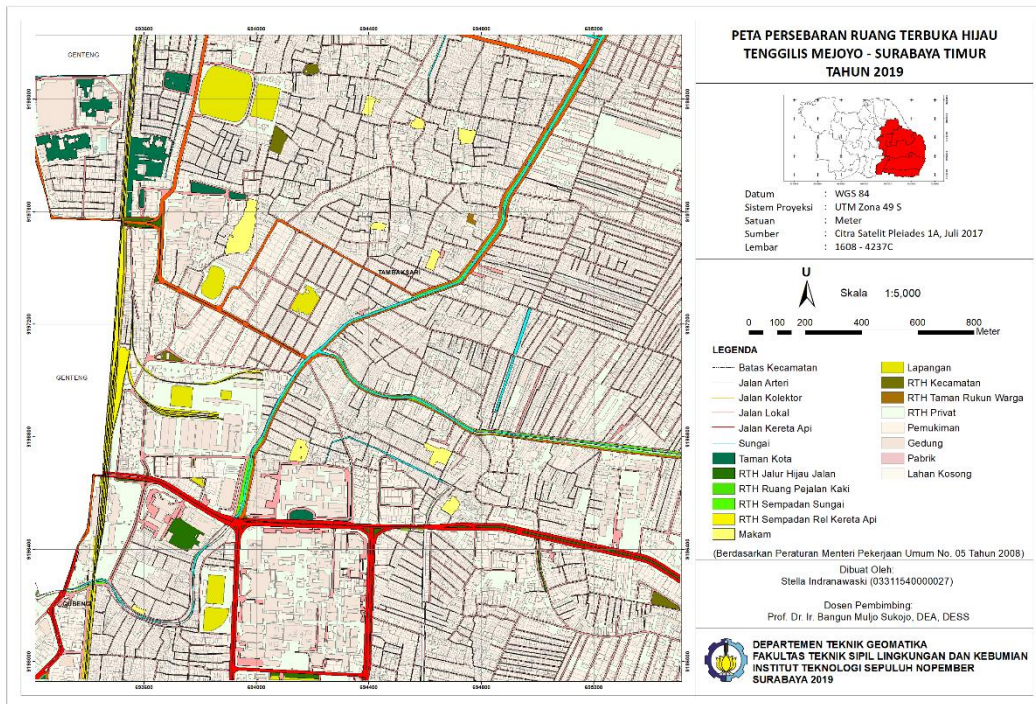 PETA PERSEBARAN RUANG TERBUKA HIJAU
TENGGILIS MEJOYO - SURABAYA TIMUR
TAHUN 2019
Datum : WGS 84
Sistem Proyeksi : UTM Zona 49 S
Satuan : Meter
Sumber : Citra Satelit Pleiades 1A, Juli 2017
Lembar : 1608 - 4237C
U
Skala 1:5,000
0 50 100 200 400 600 800
Meter
LEGENDA
Batas Kecamatan
Jalan Arteri
Jalan Kolektor
Jalan Lokal
Jalan Kereta Api
Sungai
Taman Kota
RTH Jalur Hijau Jalan
RTH Ruang Pejalan Kaki
RTH Sempadan Sungai
RTH Sempadan Rel Kereta Api
Makam
Lapangan
RTH Kecamatan
RTH Taman Rukun Warga
RTH Privat
Pemukiman
Gedung
Pabrik
Lahan Kosong
(Berdasarkan Peraturan Menteri Pekerjaan Umum No. 05 Tahun 2008)
Dibuat Oleh:
Stella Indranawaski (03311540000027)
Dosen Pembimbing:
Prof. Dr. Ir. Bangun Muljo Sukojo, DEA, DESS
DEPARTEMEN TEKNIK GEOMATIKA
FAKULTAS TEKNIK SIPIL LINGKUNGAN DAN KEBUMIAN
INSTITUT TEKNOLOGI SEPULUH NOPEMBER
SURABAYA 2019
GENTENG
TAMBAKSARI
GENTENG
GUBENG